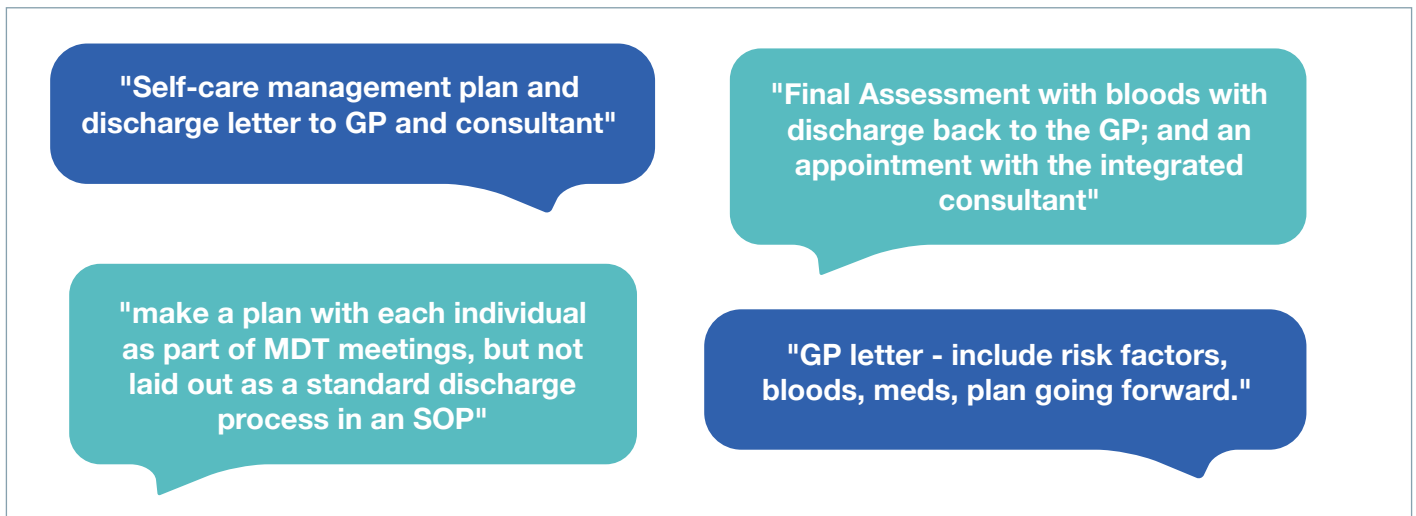 "Self-care management plan and
discharge letter to GP and consultant"
"Final Assessment with bloods with
discharge back to the GP; and an
appointment with the integrated
consultant"
"make a plan with each individual
as part of MDT meetings, but not
laid out as a standard discharge
process in an SOP"
"GP letter - include risk factors,
bloods, meds, plan going forward."